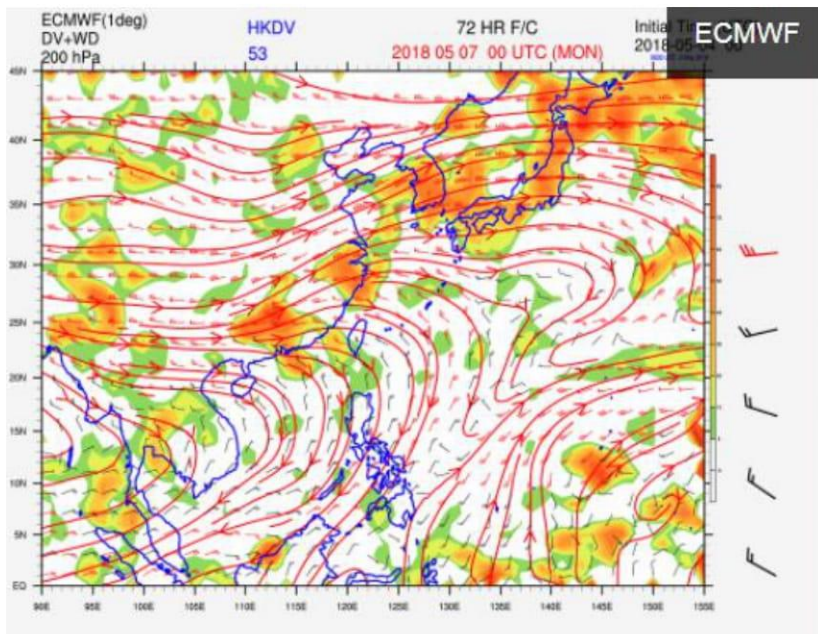 ECMWF(1deg) HKDV 72 HR F/C Initial
DV+WD 2018-05-04 00
200 hPa 53 2018 05 07 00 UTC (MON)
ECMWF
45N
40N
35N
30N
25N
20N
15N
10N
5N
EQ
90E 95E 100E 105E 110E 115E 120E 125E 130E 135E 140E 145E 150E 155E